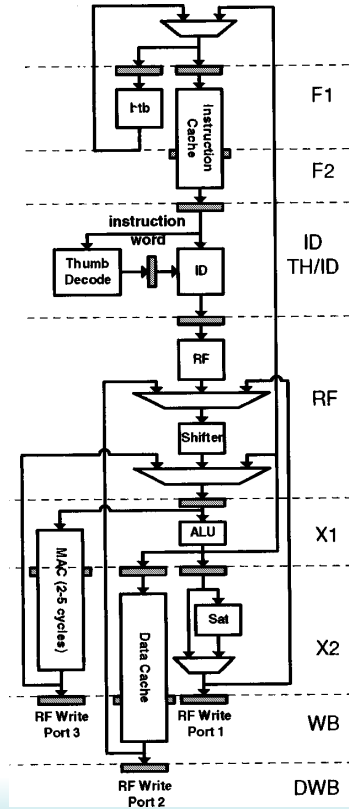 F1
btb
Instruction
Cache
F2
instruction
word
ID
TH/ID
Thumb
Decode
ID
RF
RF
Shifter
X1
ALU
MAC (2-5 cycles)
Data Cache
Sat
X2
RF Write
Port 3
RF Write
Port 1
WB
RF Write
Port 2
DWB